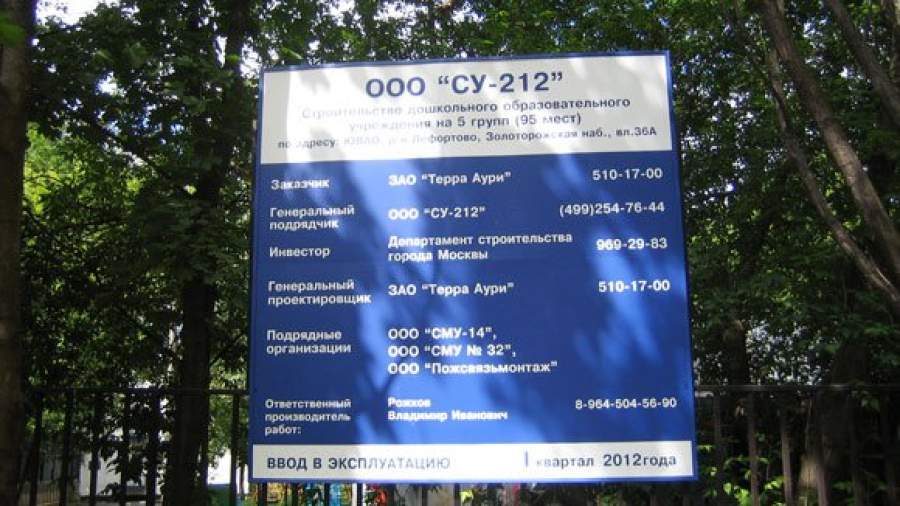 ООО "СУ-212"
Строительство дошкольного образовательного
учреждения на 5 групп (95 мест)
по адресу: ЮВАО, р-н Лефортово, Золоторожская наб., вл.36А
Заказчик ЗАО "Терра Аури" 510-17-00
Генеральный
подрядчик ООО "СУ-212" (499)254-76-44
Инвестор Департамент строительства
города Москвы 969-29-83
Генеральный
проектировщик ЗАО "Терра Аури" 510-17-00
Подрядные
организации ООО "СМУ-14",
ООО "СМУ № 32",
ООО "Пожсвязьмонтаж"
Ответственный
производитель
работ: Рожков
Владимир Иванович 8-964-504-56-90
ВВОД В ЭКСПЛУАТАЦИЮ I квартал 2012года